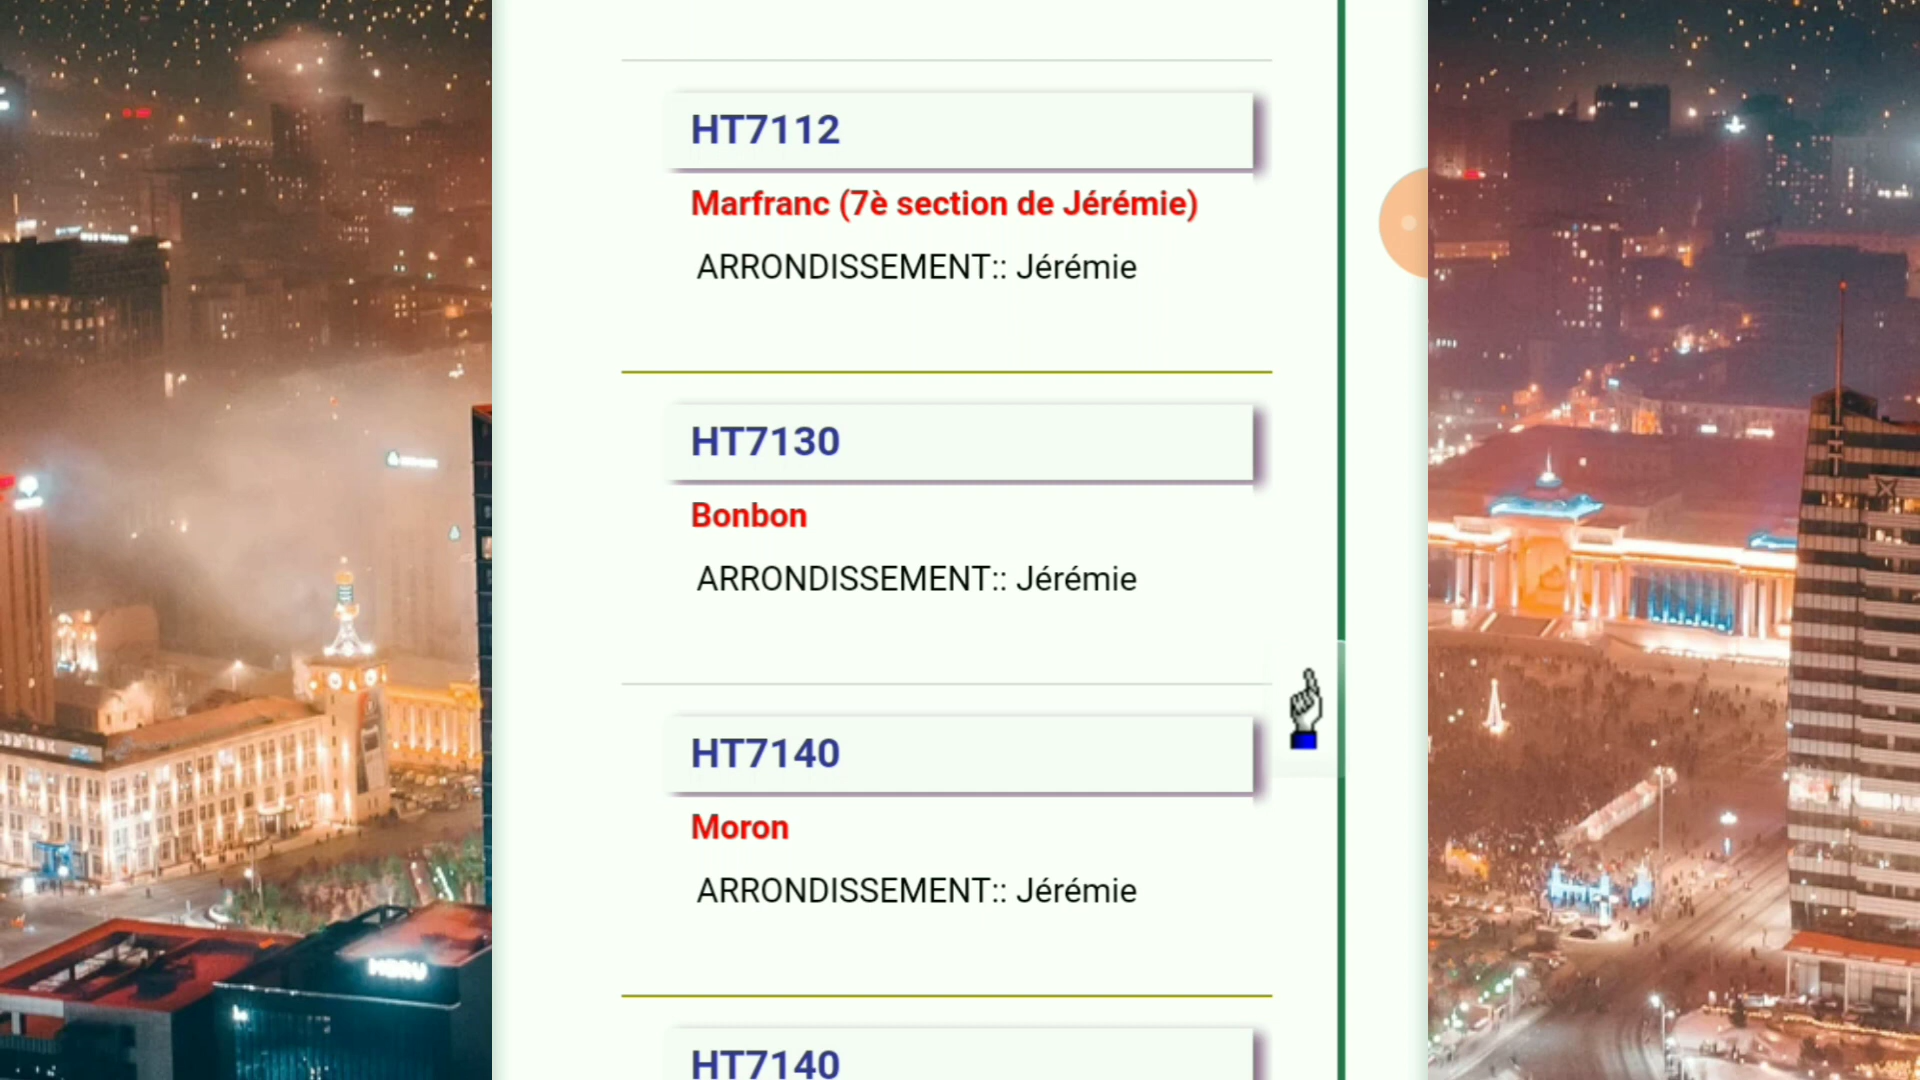 HT7112
Marfranc (7è section de Jérémie)
ARRONDISSEMENT:: Jérémie
HT7130
Bonbon
ARRONDISSEMENT:: Jérémie
HT7140
Moron
ARRONDISSEMENT:: Jérémie
HT7140